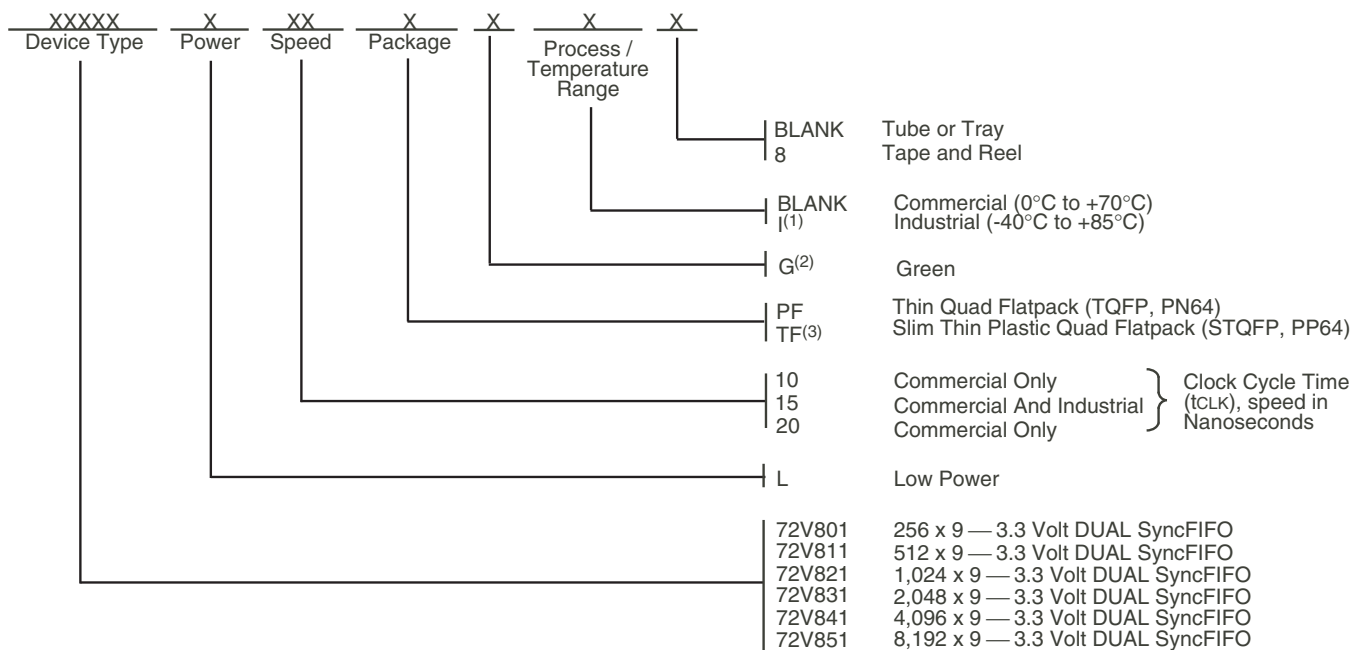 XXXXX X XX X X X X
Device Type Power Speed Package Process / Temperature Range
BLANK Tube or Tray
8 Tape and Reel
BLANK Commercial (0°C to +70°C)
I(1) Industrial (-40°C to +85°C)
G(2) Green
PF Thin Quad Flatpack (TQFP, PN64)
TF(3) Slim Thin Plastic Quad Flatpack (STQFP, PP64)
10 Commercial Only
15 Commercial And Industrial
20 Commercial Only
Clock Cycle Time
(tCLK), speed in
Nanoseconds
L Low Power
72V801 256 x 9 — 3.3 Volt DUAL SyncFIFO
72V811 512 x 9 — 3.3 Volt DUAL SyncFIFO
72V821 1,024 x 9 — 3.3 Volt DUAL SyncFIFO
72V831 2,048 x 9 — 3.3 Volt DUAL SyncFIFO
72V841 4,096 x 9 — 3.3 Volt DUAL SyncFIFO
72V851 8,192 x 9 — 3.3 Volt DUAL SyncFIFO